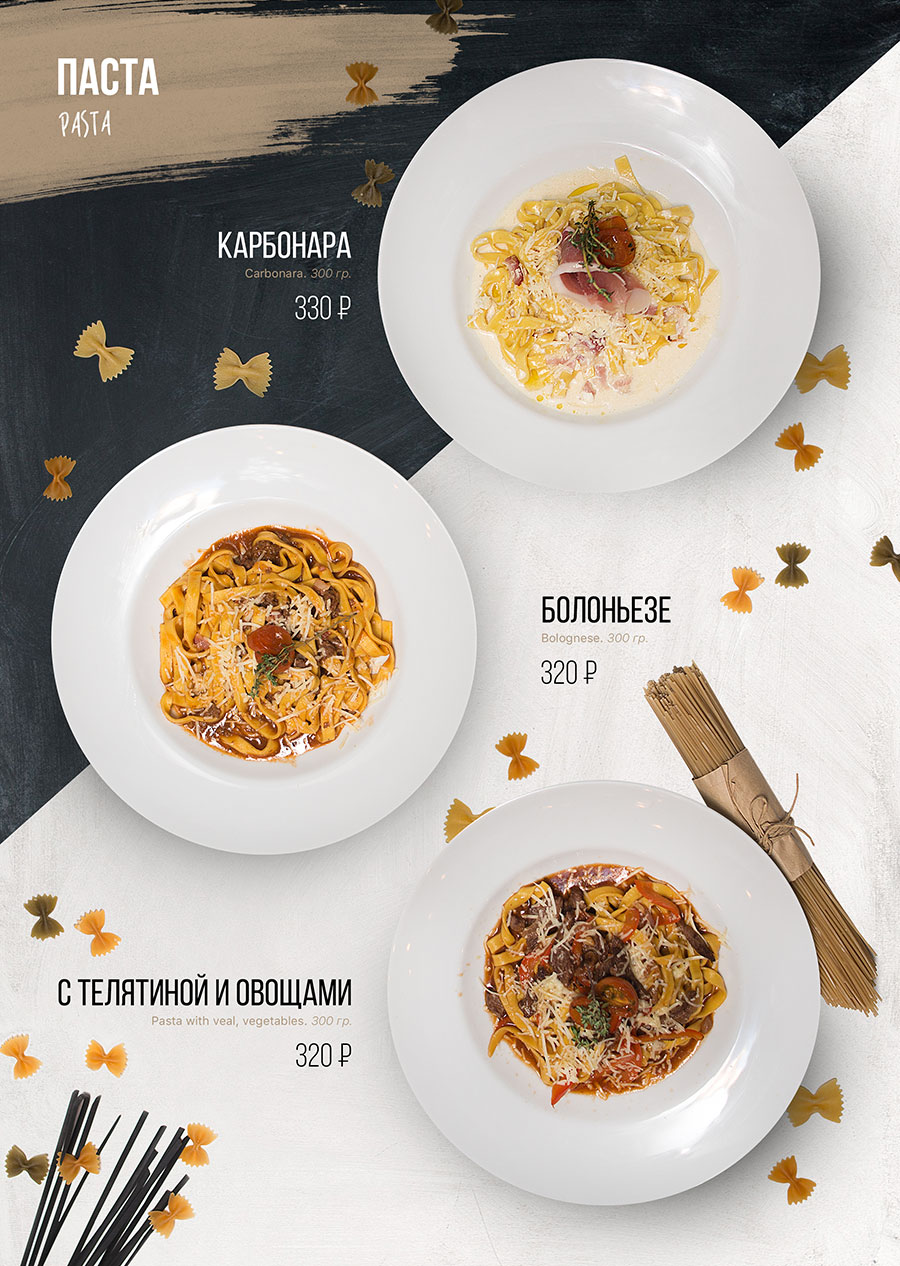 ПАСТА
PASTA
КАРБОНАРА
Carbonara. 300 гр.
330 ₽
БОЛОНЬЕЗЕ
Bolognese. 300 гр.
320 ₽
С ТЕЛЯТИНОЙ И ОВОЩАМИ
Pasta with veal, vegetables. 300 гр.
320 ₽